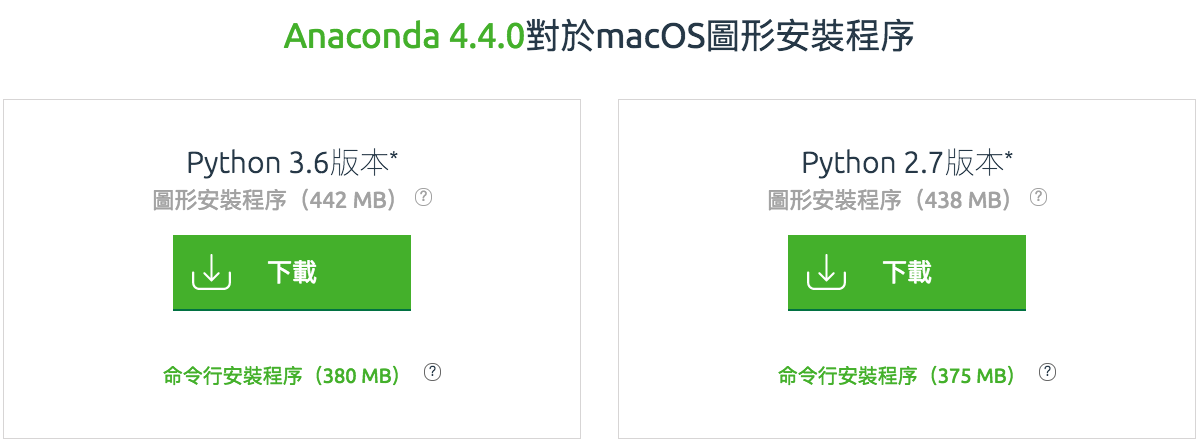 Anaconda 4.4.0對於macOS圖形安裝程序
Python 3.6版本*
圖形安裝程序（442 MB） ?
下載
命令行安裝程序（380 MB） ?
Python 2.7版本*
圖形安裝程序（438 MB） ?
下載
命令行安裝程序（375 MB） ?